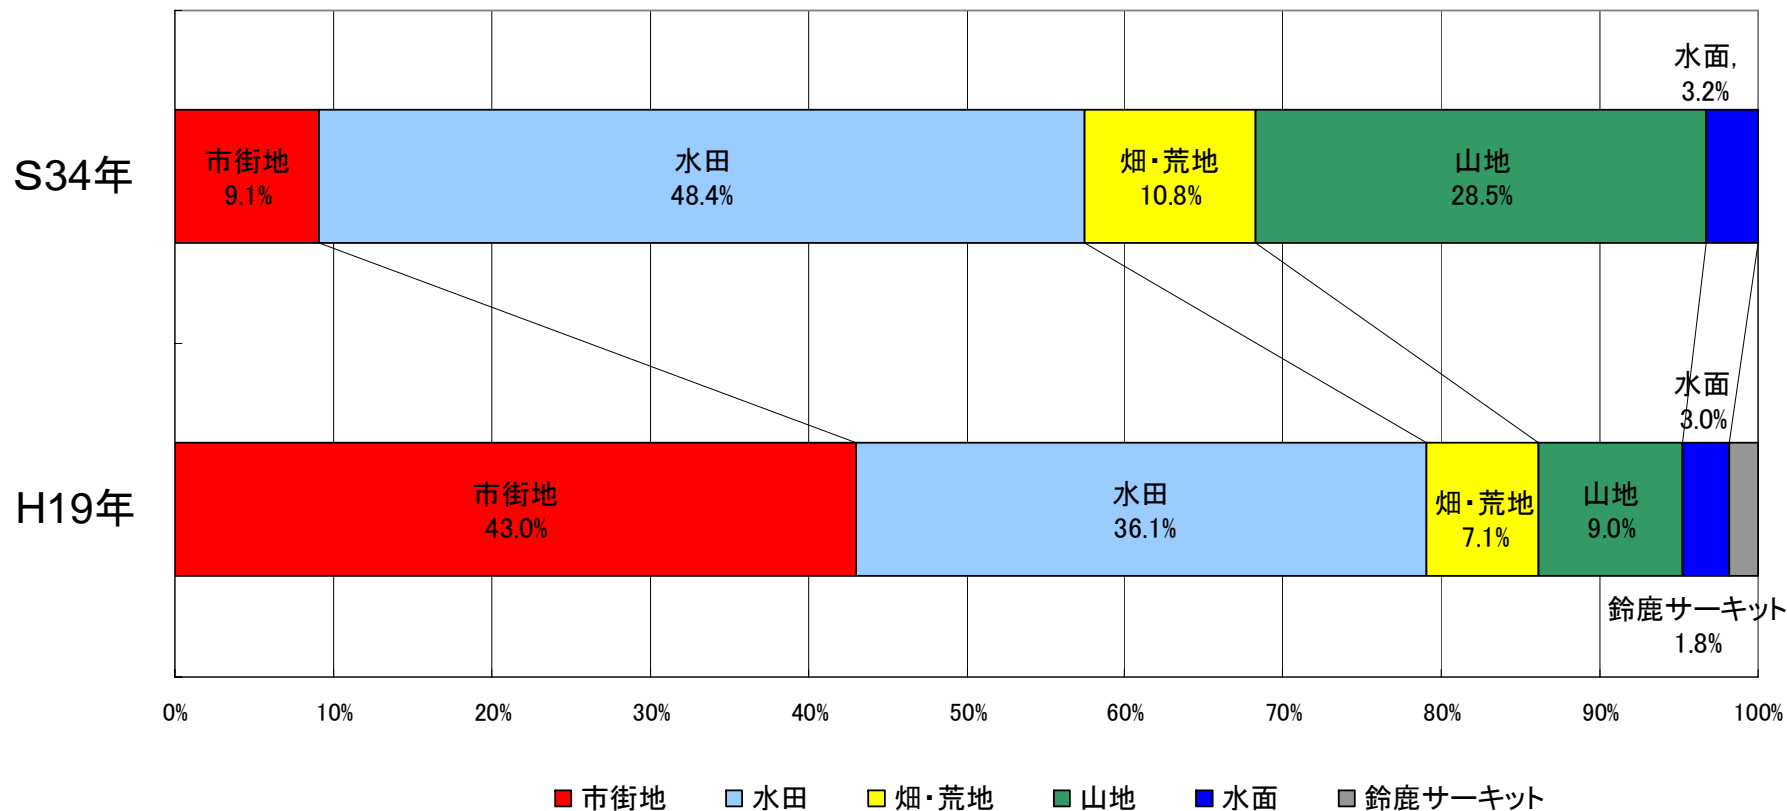 水面,
3.2%
S34年
市街地
9.1%
水田
48.4%
畑・荒地
10.8%
山地
28.5%
水面
3.0%
H19年
市街地
43.0%
水田
36.1%
畑・荒地
7.1%
山地
9.0%
鈴鹿サーキット
1.8%
0% 10% 20% 30% 40% 50% 60% 70% 80% 90% 100%
市街地 水田 畑・荒地 山地 水面 鈴鹿サーキット